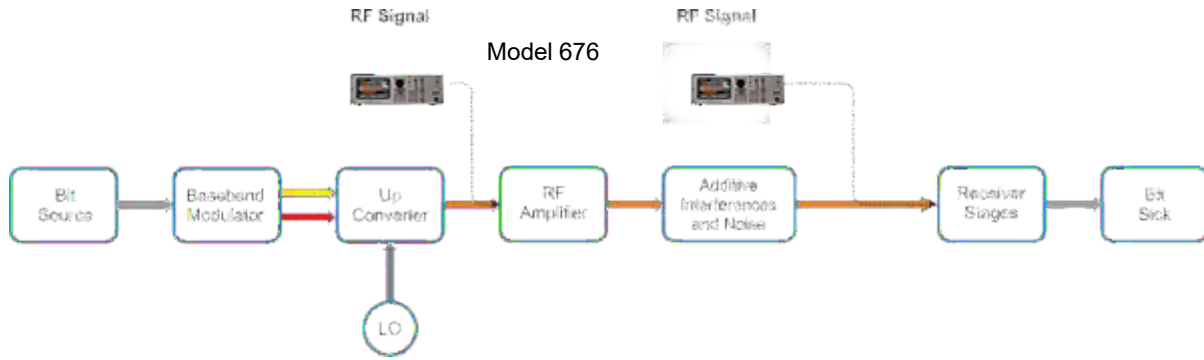 RF Signal
RF Signal
Model 676
Bit
Source
Baseband
Modulator
Up
Converter
RF
Amplifier
Additive
Interferences
and Noise
Receiver
Stages
Bit
Sick
LO